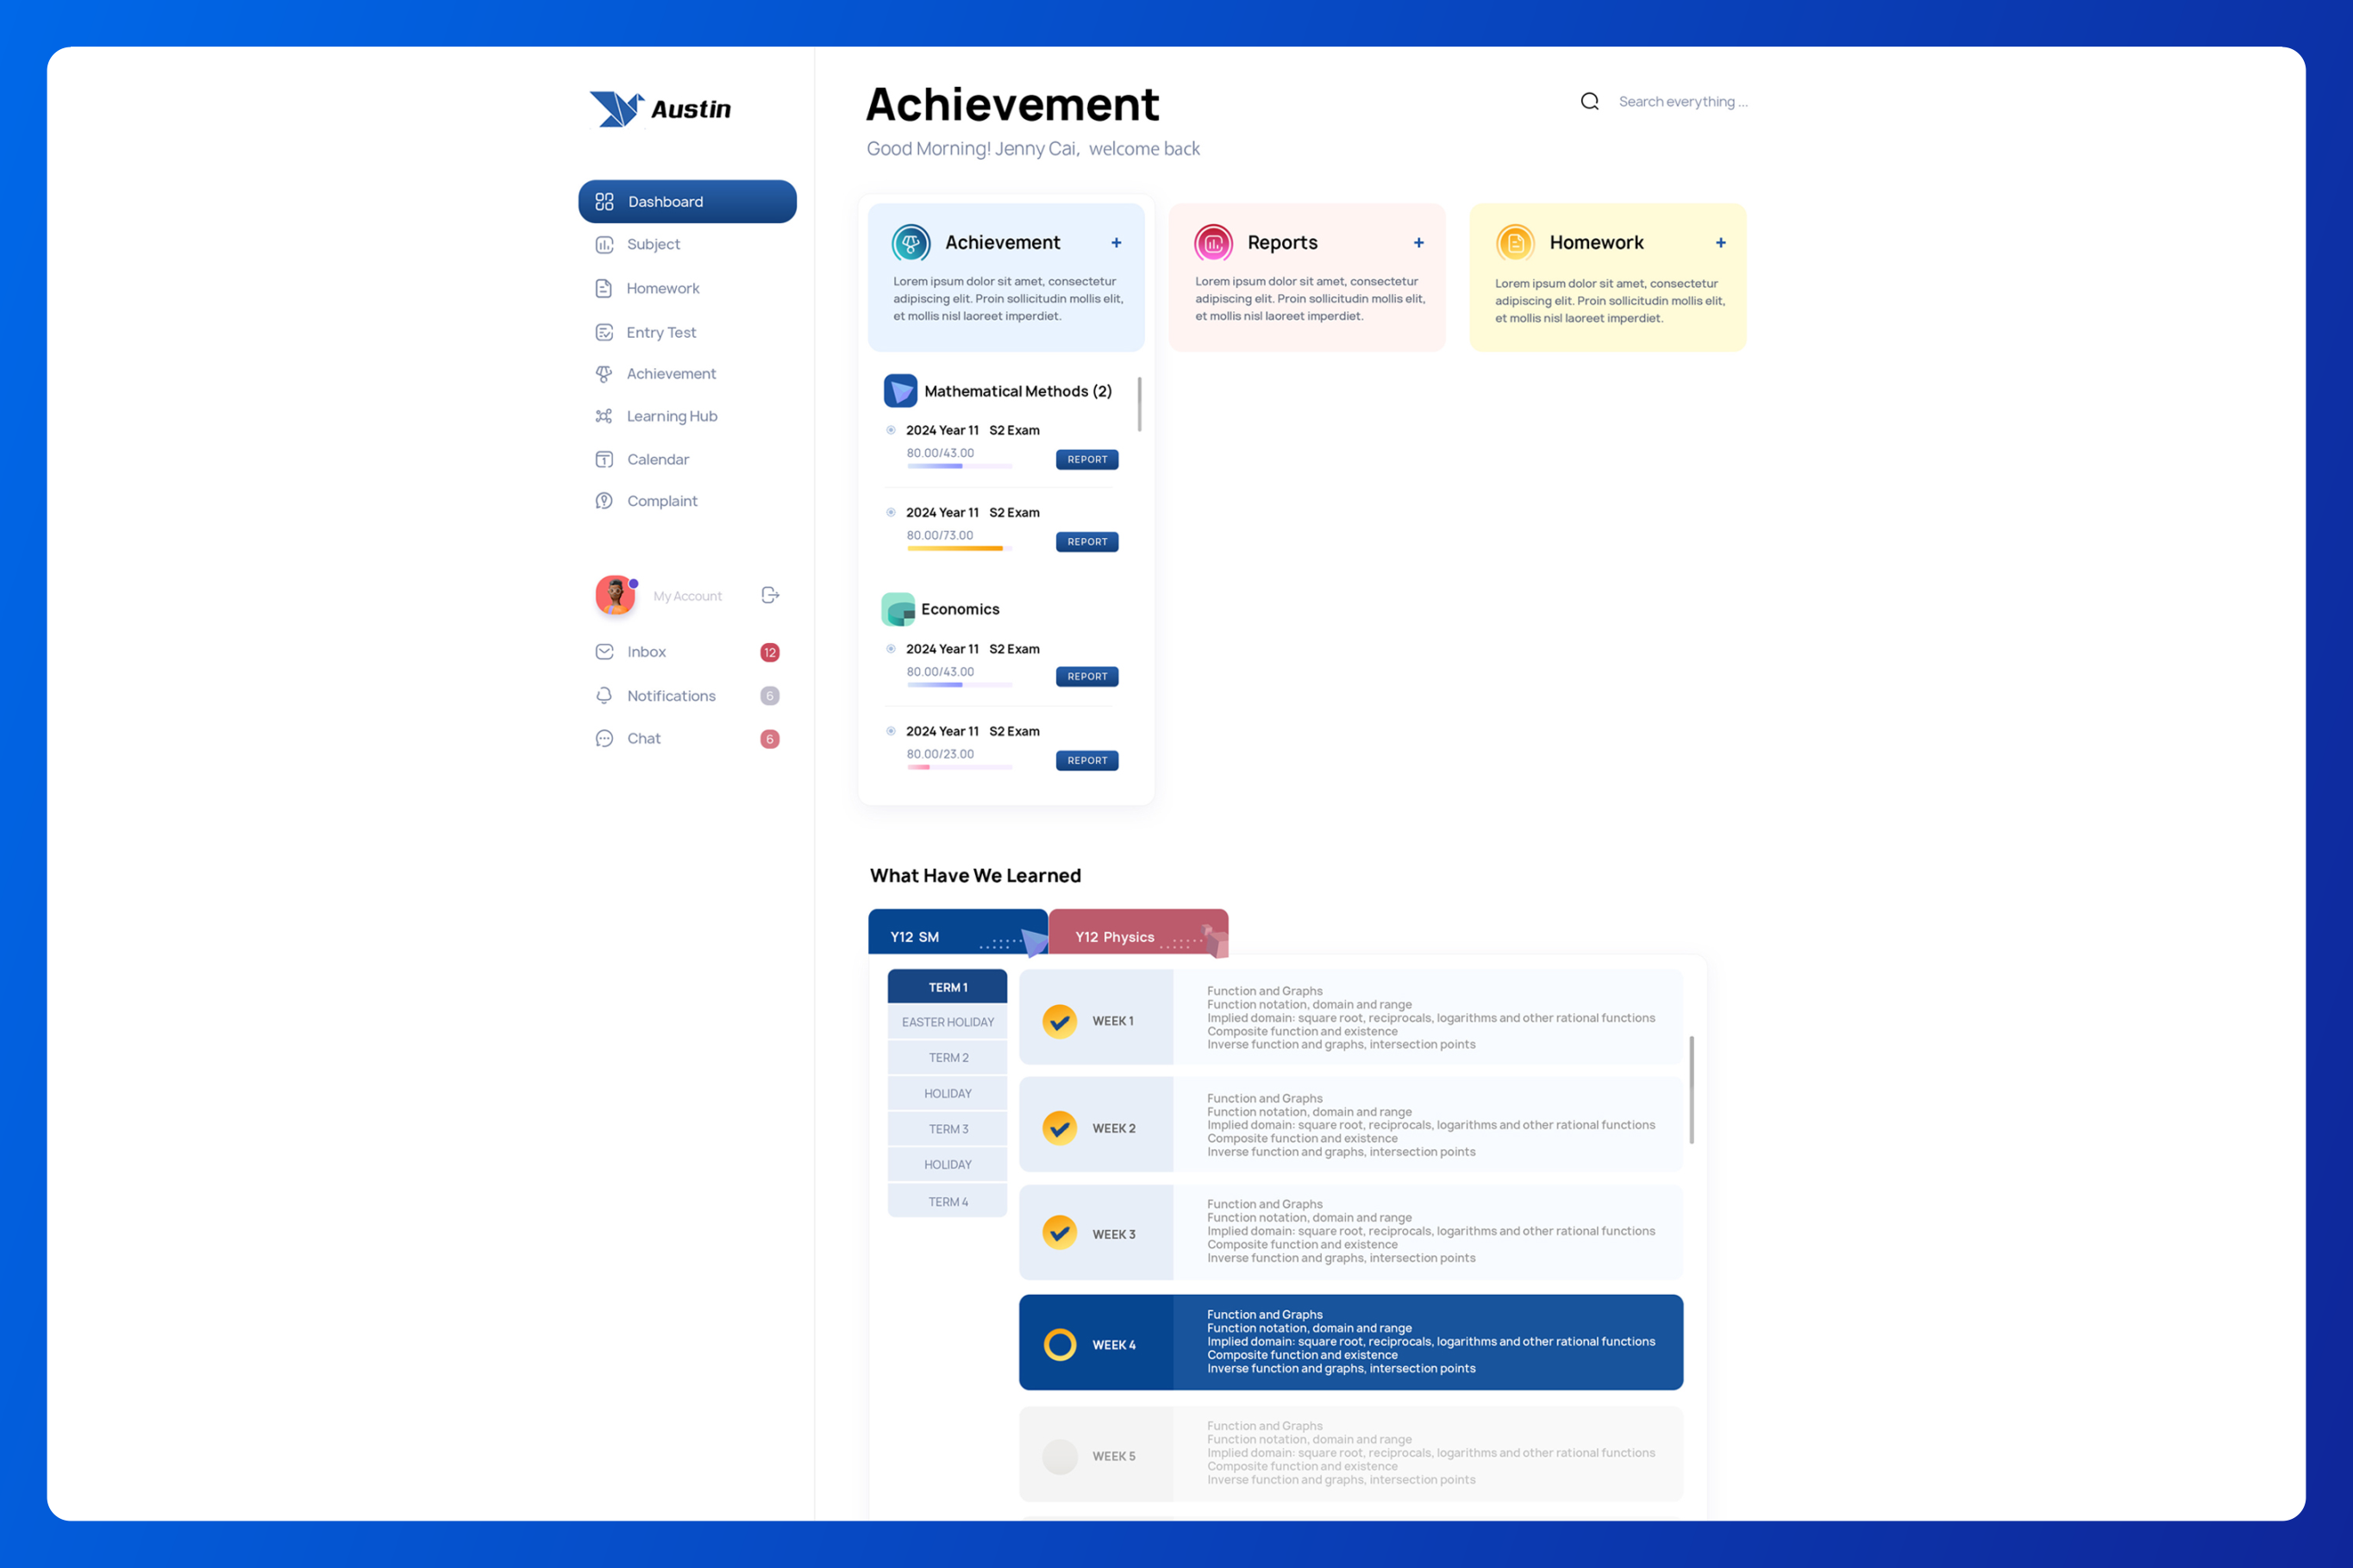 Austin
Dashboard
Subject
Homework
Entry Test
Achievement
Learning Hub
Calendar
Complaint
My Account
Inbox 12
Notifications 6
Chat 6
Achievement
Good Morning! Jenny Cai, welcome back
Search everything ...
Achievement +
Lorem ipsum dolor sit amet, consectetur
adipiscing elit. Proin sollicitudin mollis elit,
et mollis nisl laoreet imperdiet.
Reports +
Lorem ipsum dolor sit amet, consectetur
adipiscing elit. Proin sollicitudin mollis elit,
et mollis nisl laoreet imperdiet.
Homework +
Lorem ipsum dolor sit amet, consectetur
adipiscing elit. Proin sollicitudin mollis elit,
et mollis nisl laoreet imperdiet.
Mathematical Methods (2)
2024 Year 11 S2 Exam
80.00/43.00
REPORT
2024 Year 11 S2 Exam
80.00/73.00
REPORT
Economics
2024 Year 11 S2 Exam
80.00/43.00
REPORT
2024 Year 11 S2 Exam
80.00/23.00
REPORT
What Have We Learned
Y12 SM
Y12 Physics
TERM 1
EASTER HOLIDAY
TERM 2
HOLIDAY
TERM 3
HOLIDAY
TERM 4
WEEK 1
Function and Graphs
Function notation, domain and range
Implied domain: square root, reciprocals, logarithms and other rational functions
Composite function and existence
Inverse function and graphs, intersection points
WEEK 2
Function and Graphs
Function notation, domain and range
Implied domain: square root, reciprocals, logarithms and other rational functions
Composite function and existence
Inverse function and graphs, intersection points
WEEK 3
Function and Graphs
Function notation, domain and range
Implied domain: square root, reciprocals, logarithms and other rational functions
Composite function and existence
Inverse function and graphs, intersection points
WEEK 4
Function and Graphs
Function notation, domain and range
Implied domain: square root, reciprocals, logarithms and other rational functions
Composite function and existence
Inverse function and graphs, intersection points
WEEK 5
Function and Graphs
Function notation, domain and range
Implied domain: square root, reciprocals, logarithms and other rational functions
Composite function and existence
Inverse function and graphs, intersection points